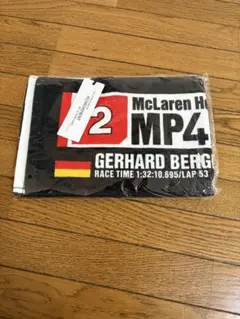 2
McLaren H
MP4
GERHARD BERG
RACE TIME 1:32:10.695/LAP 53